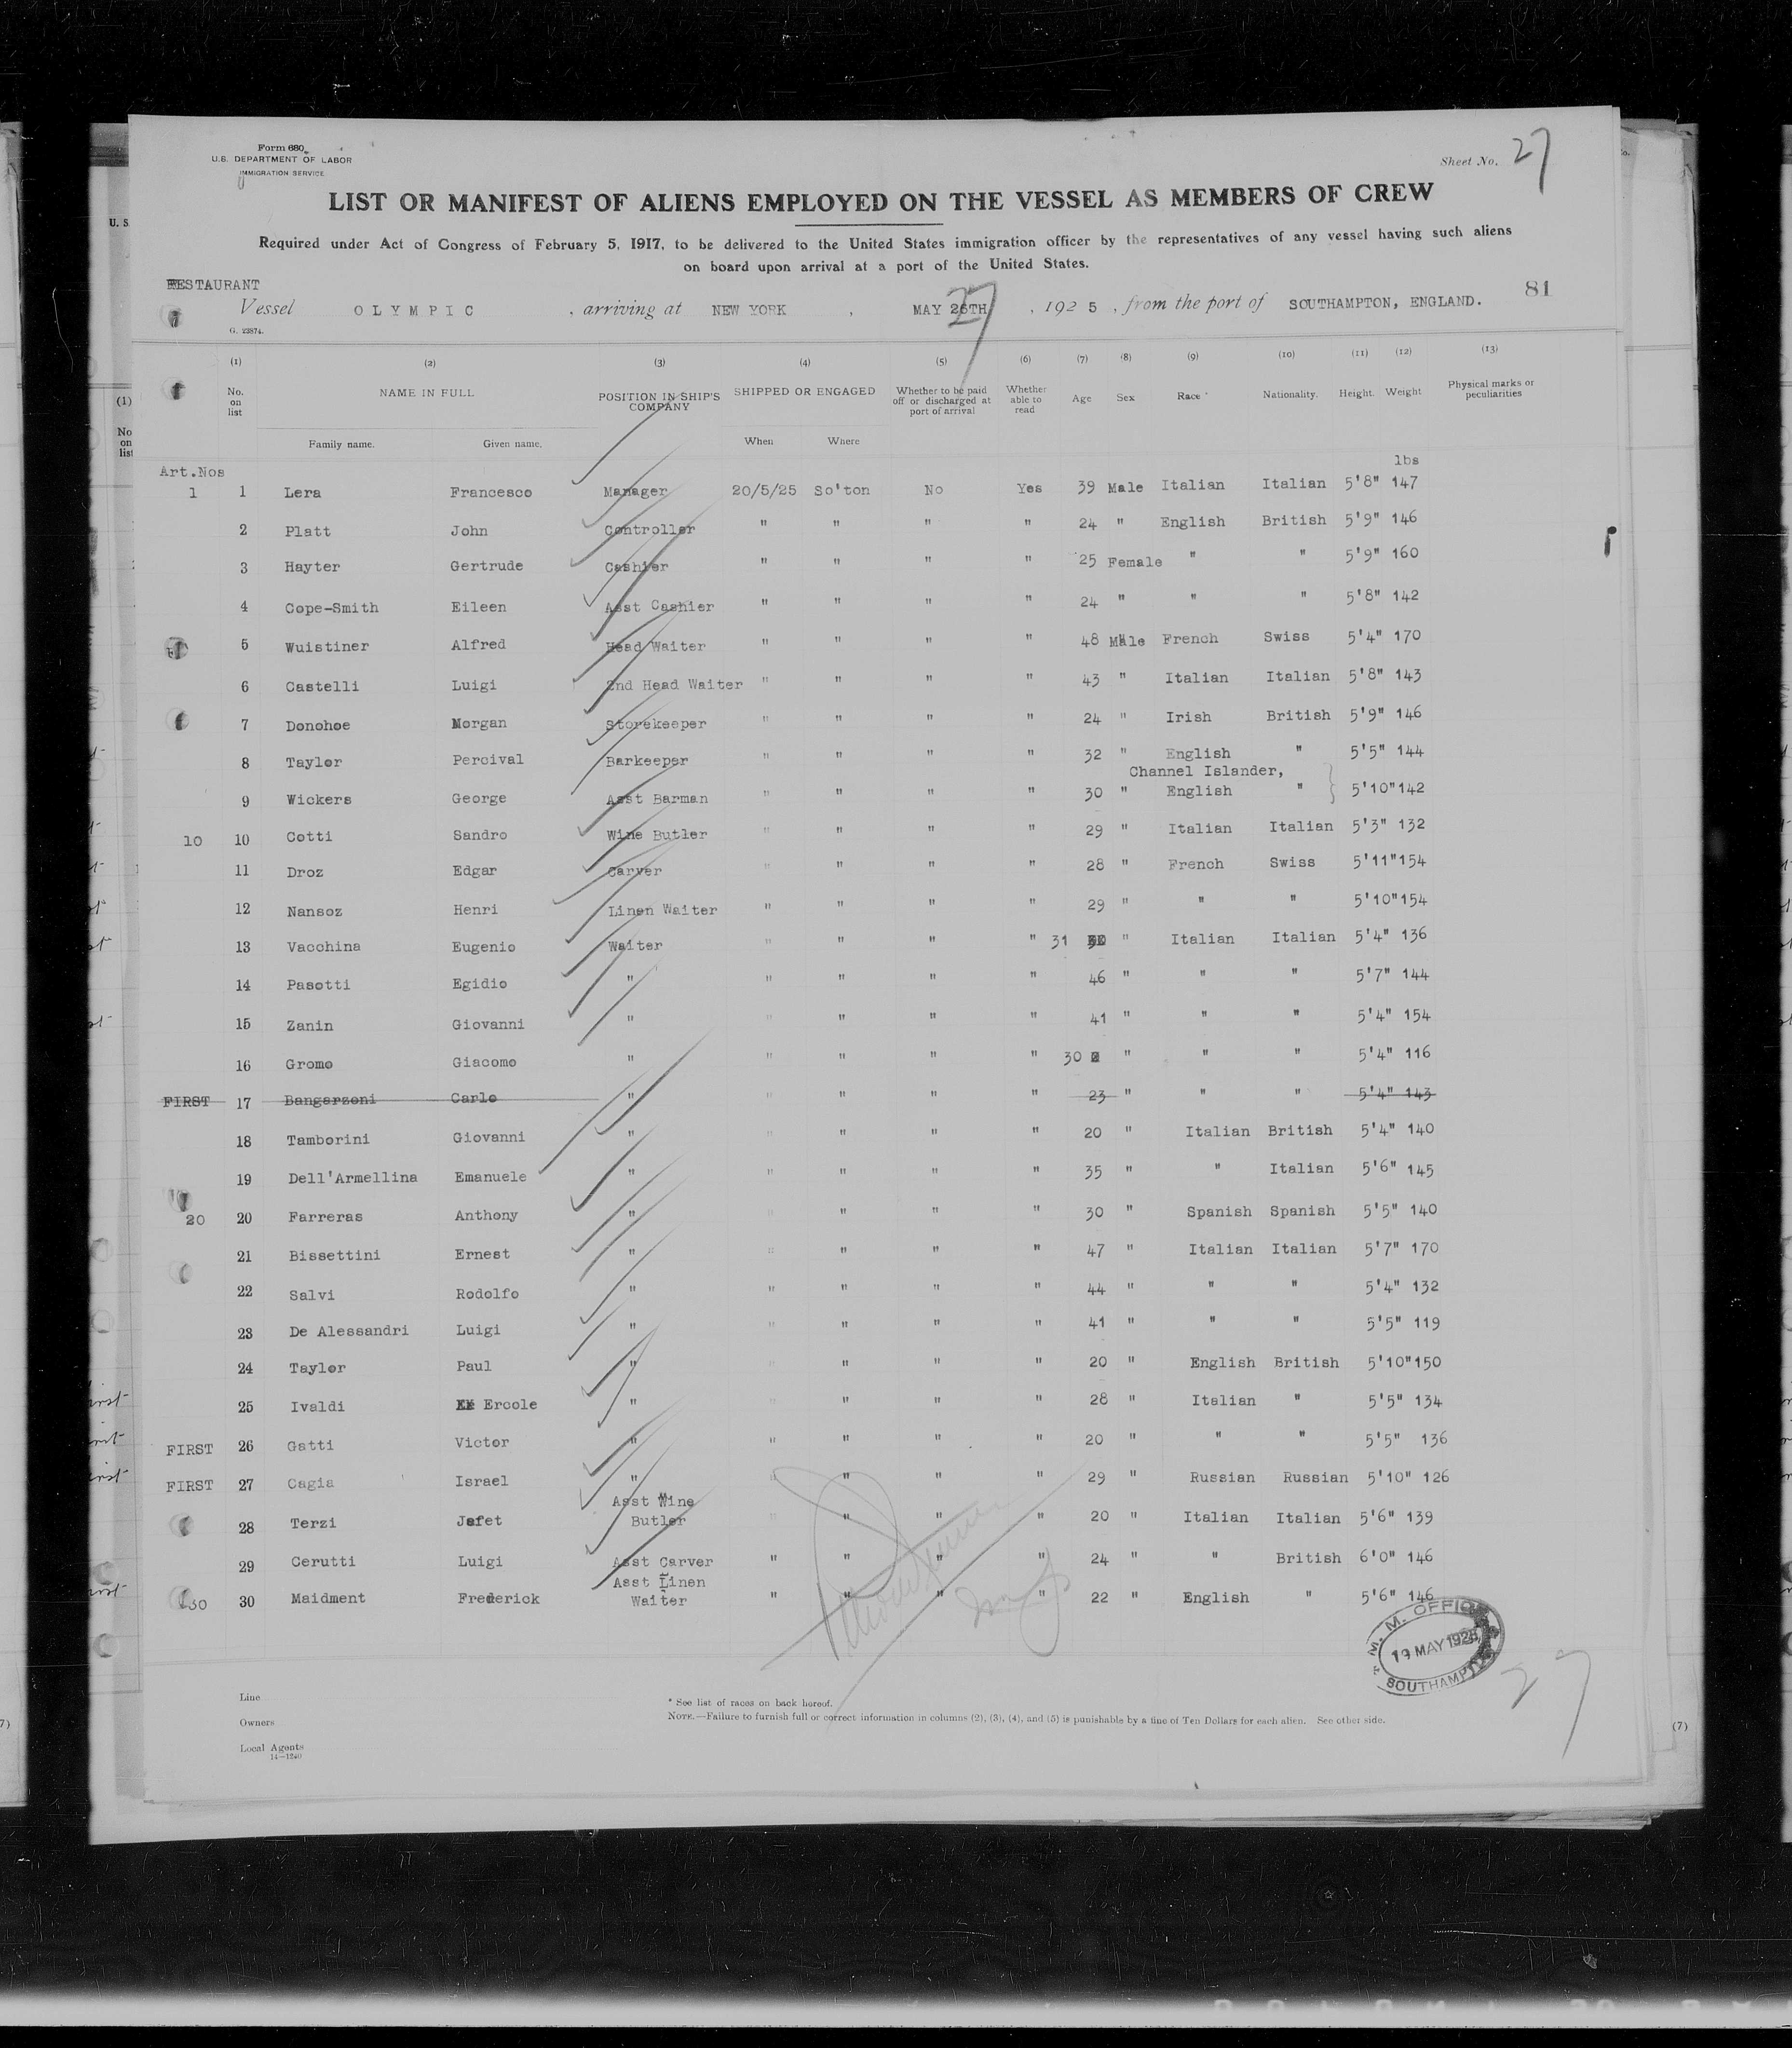 Form 680
U.S. DEPARTMENT OF LABOR
IMMIGRATION SERVICE
Sheet No. 27
LIST OR MANIFEST OF ALIENS EMPLOYED ON THE VESSEL AS MEMBERS OF CREW
Required under Act of Congress of February 5, 1917, to be delivered to the United States immigration officer by the representatives of any vessel having such aliens
on board upon arrival at a port of the United States.
RESTAURANT
81
Vessel OLYMPIC , arriving at NEW YORK , MAY 26TH 27 , 1925 , from the port of SOUTHAMPTON, ENGLAND.
G. 23874.
(1) (2) (3) (4) (5) (6) (7) (8) (9) (10) (11) (12) (13)
No. on list NAME IN FULL POSITION IN SHIP'S COMPANY SHIPPED OR ENGAGED Whether to be paid off or discharged at port of arrival Whether able to read Age Sex Race * Nationality. Height. Weight Physical marks or peculiarities
Family name. Given name. When Where
Art.Nos lbs
1 1 Lera Francesco Manager 20/5/25 So'ton No Yes 39 Male Italian Italian 5'8" 147
2 Platt John Controller " " " " 24 " English British 5'9" 146
3 Hayter Gertrude Cashier " " " " 25 Female " " 5'9" 160
4 Cope-Smith Eileen Asst Cashier " " " " 24 " " " 5'8" 142
5 Wuistiner Alfred Head Waiter " " " " 48 Male French Swiss 5'4" 170
6 Castelli Luigi 2nd Head Waiter " " " " 43 " Italian Italian 5'8" 143
7 Donohoe Morgan Storekeeper " " " " 24 " Irish British 5'9" 146
8 Taylor Percival Barkeeper " " " " 32 " English " 5'5" 144
Channel Islander,
9 Wickers George Asst Barman " " " " 30 " English " 5'10" 142
10 10 Cotti Sandro Wine Butler " " " " 29 " Italian Italian 5'3" 132
11 Droz Edgar Carver " " " " 28 " French Swiss 5'11" 154
12 Nansoz Henri Linen Waiter " " " " 29 " " " 5'10" 154
13 Vacchina Eugenio Waiter " " " " 31 " Italian Italian 5'4" 136
14 Pasotti Egidio " " " " " 46 " " " 5'7" 144
15 Zanin Giovanni " " " " " 41 " " " 5'4" 154
16 Gromo Giacomo " " " " " 30 " " " 5'4" 116
FIRST 17 Bangarzoni Carlo " " " " " 23 " " " 5'4" 143
18 Tamborini Giovanni " " " " " 20 " Italian British 5'4" 140
19 Dell'Armellina Emanuele " " " " " 35 " " Italian 5'6" 145
20 20 Farreras Anthony " " " " " 30 " Spanish Spanish 5'5" 140
21 Bissettini Ernest " " " " " 47 " Italian Italian 5'7" 170
22 Salvi Rodolfo " " " " " 44 " " " 5'4" 132
23 De Alessandri Luigi " " " " " 41 " " " 5'5" 119
24 Taylor Paul " " " " " 20 " English British 5'10" 150
25 Ivaldi Ercole " " " " " 28 " Italian " 5'5" 134
FIRST 26 Gatti Victor " " " " " 20 " " " 5'5" 136
FIRST 27 Cagia Israel " " " " " 29 " Russian Russian 5'10" 126
Asst Wine
28 Terzi Jafet Butler " " " " 20 " Italian Italian 5'6" 139
29 Cerutti Luigi Asst Carver " " " " 24 " " British 6'0" 146
Asst Linen
30 30 Maidment Frederick Waiter " " " " 22 " English " 5'6" 146
M. M. OFFICE
19 MAY 192
SOUTHAMPTON
27
Line
* See list of races on back hereof.
Owners
NOTE.—Failure to furnish full or correct information in columns (2), (3), (4), and (5) is punishable by a fine of Ten Dollars for each alien. See other side.
Local Agents
14—1240
(7)